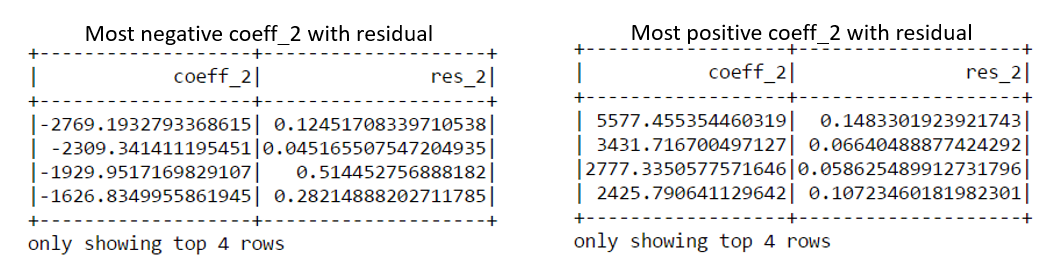 Most negative coeff_2 with residual
+-------------------+--------------------+
|            coeff_2|               res_2|
+-------------------+--------------------+
|-2769.1932793368615| 0.12451708339710538|
| -2309.341411195451|0.045165507547204935|
|-1929.9517169829107|   0.514452756888182|
|-1626.8349955861945| 0.28214888202711785|
+-------------------+--------------------+
only showing top 4 rows
Most positive coeff_2 with residual
+------------------+--------------------+
|           coeff_2|               res_2|
+------------------+--------------------+
| 5577.455354460319|  0.1483301923921743|
| 3431.716700497127| 0.06640488877424292|
|2777.3350577571646|0.058625489912731796|
| 2425.790641129642| 0.10723460181982301|
+------------------+--------------------+
only showing top 4 rows